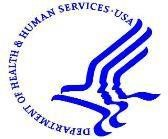 DEPARTMENT OF HEALTH & HUMAN SERVICES · USA